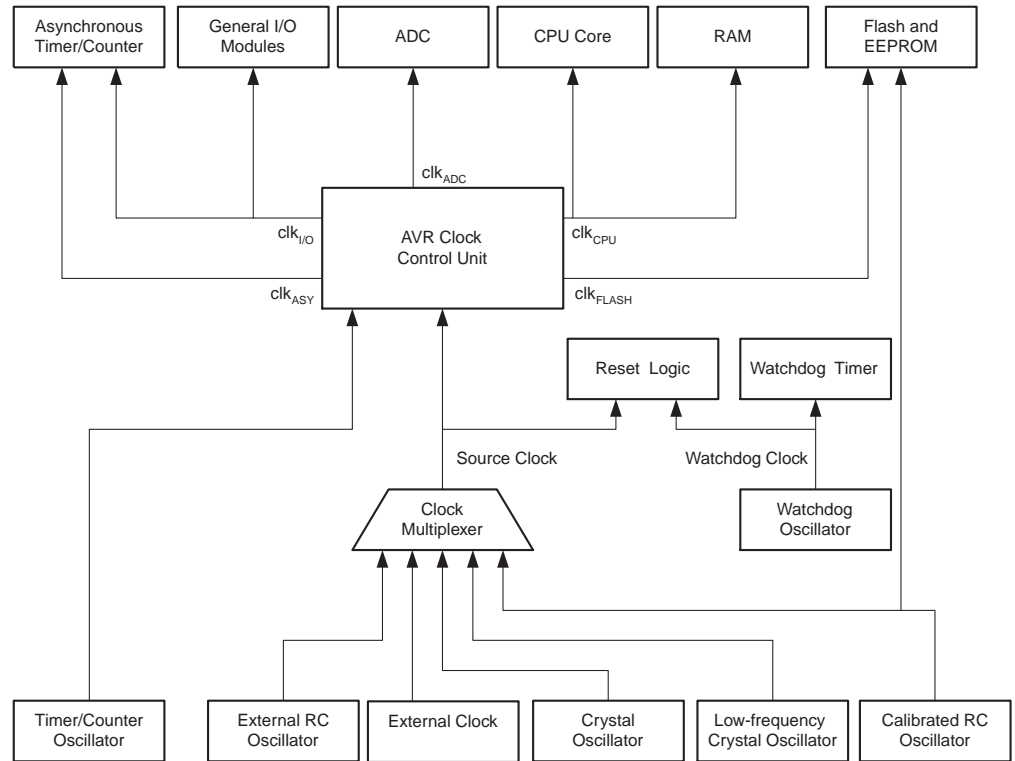 Asynchronous
Timer/Counter
General I/O
Modules
ADC
CPU Core
RAM
Flash and
EEPROM
clkADC
clkI/O
AVR Clock
Control Unit
clkCPU
clkASY
clkFLASH
Reset Logic
Watchdog Timer
Source Clock
Watchdog Clock
Clock
Multiplexer
Watchdog
Oscillator
Timer/Counter
Oscillator
External RC
Oscillator
External Clock
Crystal
Oscillator
Low-frequency
Crystal Oscillator
Calibrated RC
Oscillator